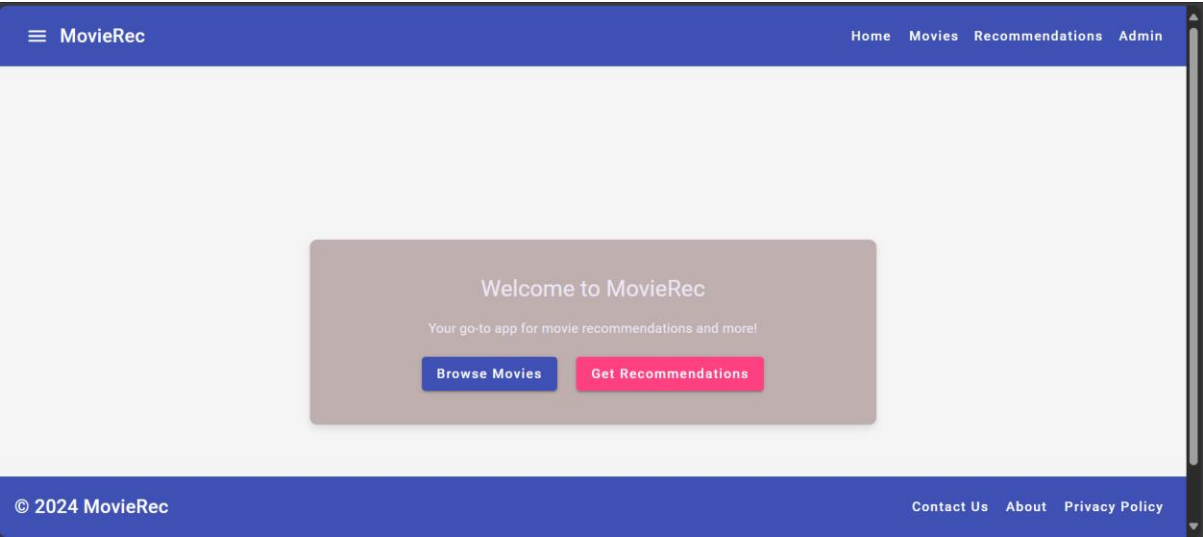 MovieRec
Home Movies Recommendations Admin
Welcome to MovieRec
Your go-to app for movie recommendations and more!
Browse Movies Get Recommendations
© 2024 MovieRec
Contact Us About Privacy Policy